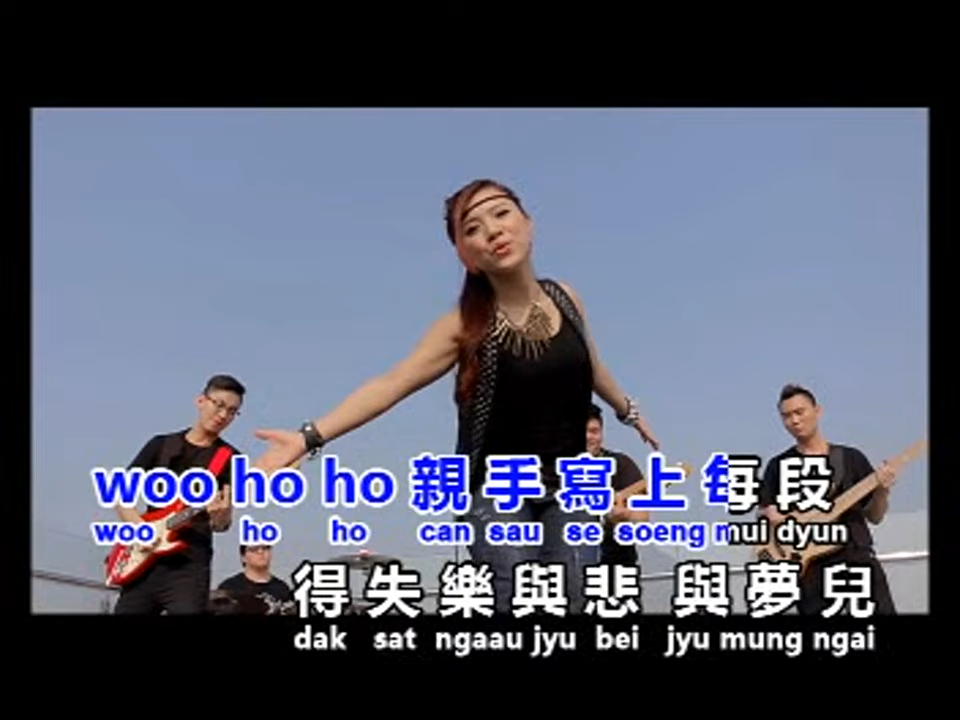 woo ho ho 親手寫上每段
woo ho ho can sau se soeng mui dyun
得失樂與悲 與夢兒
dak sat ngaau jyu bei jyu mung ngai